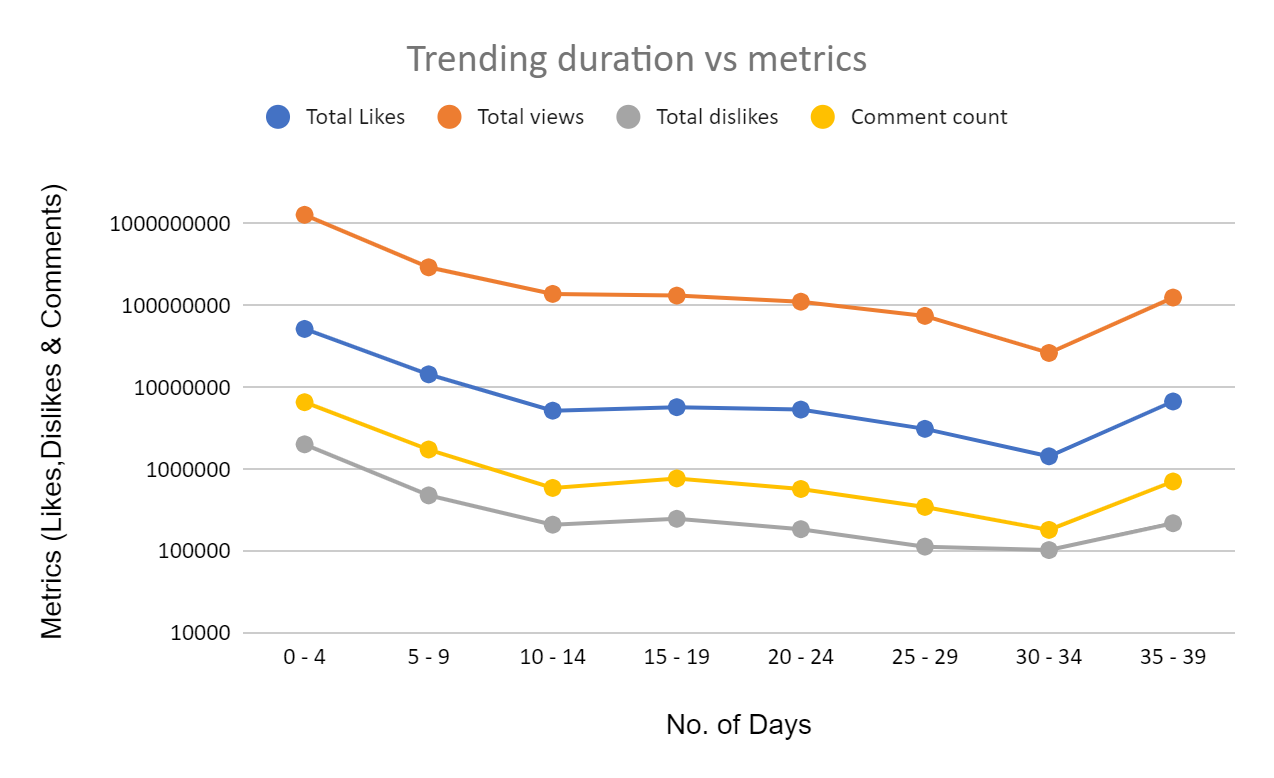 Trending duration vs metrics
Total Likes Total views Total dislikes Comment count
Metrics (Likes,Dislikes & Comments)
1000000000
100000000
10000000
1000000
100000
10000
0 - 4 5 - 9 10 - 14 15 - 19 20 - 24 25 - 29 30 - 34 35 - 39
No. of Days